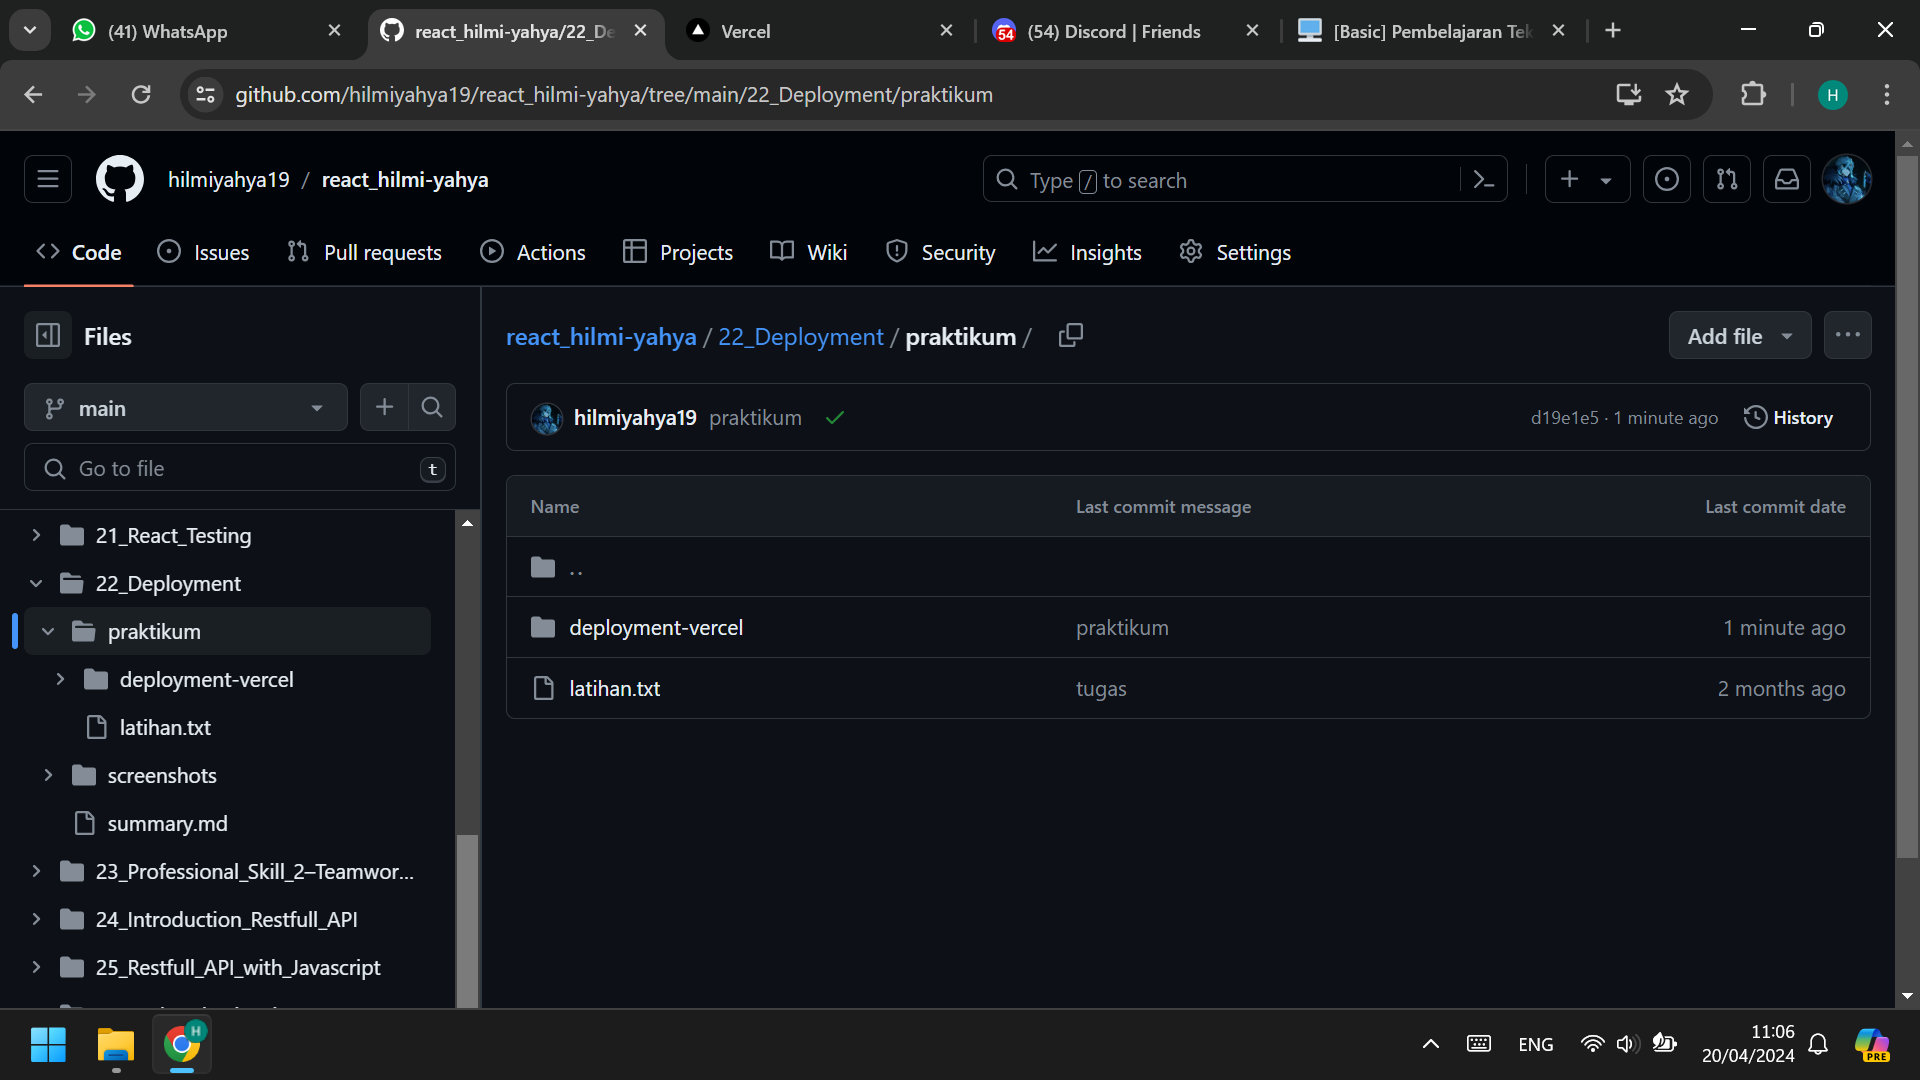 (41) WhatsApp
react_hilmi-yahya/22_De
Vercel
54
(54) Discord | Friends
[Basic] Pembelajaran Tek
github.com/hilmiyahya19/react_hilmi-yahya/tree/main/22_Deployment/praktikum
H
hilmiyahya19 / react_hilmi-yahya
Type / to search
Code
Issues
Pull requests
Actions
Projects
Wiki
Security
Insights
Settings
Files
main
Go to file
t
21_React_Testing
22_Deployment
praktikum
deployment-vercel
latihan.txt
screenshots
summary.md
23_Professional_Skill_2–Teamwor...
24_Introduction_Restfull_API
25_Restfull_API_with_Javascript
react_hilmi-yahya / 22_Deployment / praktikum /
Add file
hilmiyahya19 praktikum
d19e1e5 · 1 minute ago
History
Name Last commit message Last commit date
..
deployment-vercel praktikum 1 minute ago
latihan.txt tugas 2 months ago
H
ENG
11:06
20/04/2024
PRE